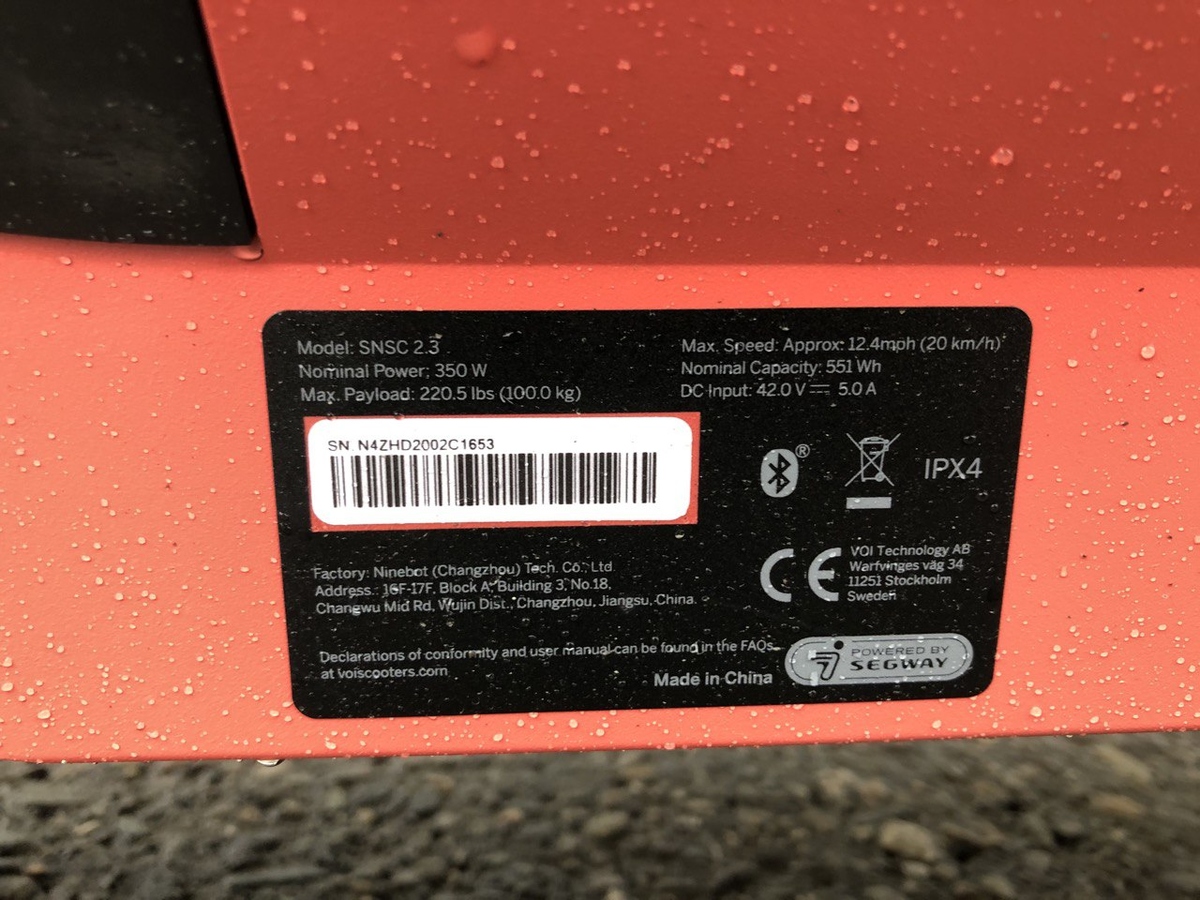 Model: SNSC 2.3
Nominal Power: 350 W
Max. Payload: 220.5 lbs (100.0 kg)
Max. Speed: Approx: 12.4mph (20 km/h)
Nominal Capacity: 551 Wh
DC Input: 42.0 V ⎓ 5.0 A
SN. N4ZHD2002C1653
®
IPX4
Factory: Ninebot (Changzhou) Tech. Co., Ltd.
Address.: 16F-17F, Block A, Building 3, No.18,
Changwu Mid Rd, Wujin Dist., Changzhou, Jiangsu, China.
CE
VOI Technology AB
Warfvinges väg 34
11251 Stockholm
Sweden
Declarations of conformity and user manual can be found in the FAQs
at voiscooters.com
Made in China
POWERED BY
SEGWAY